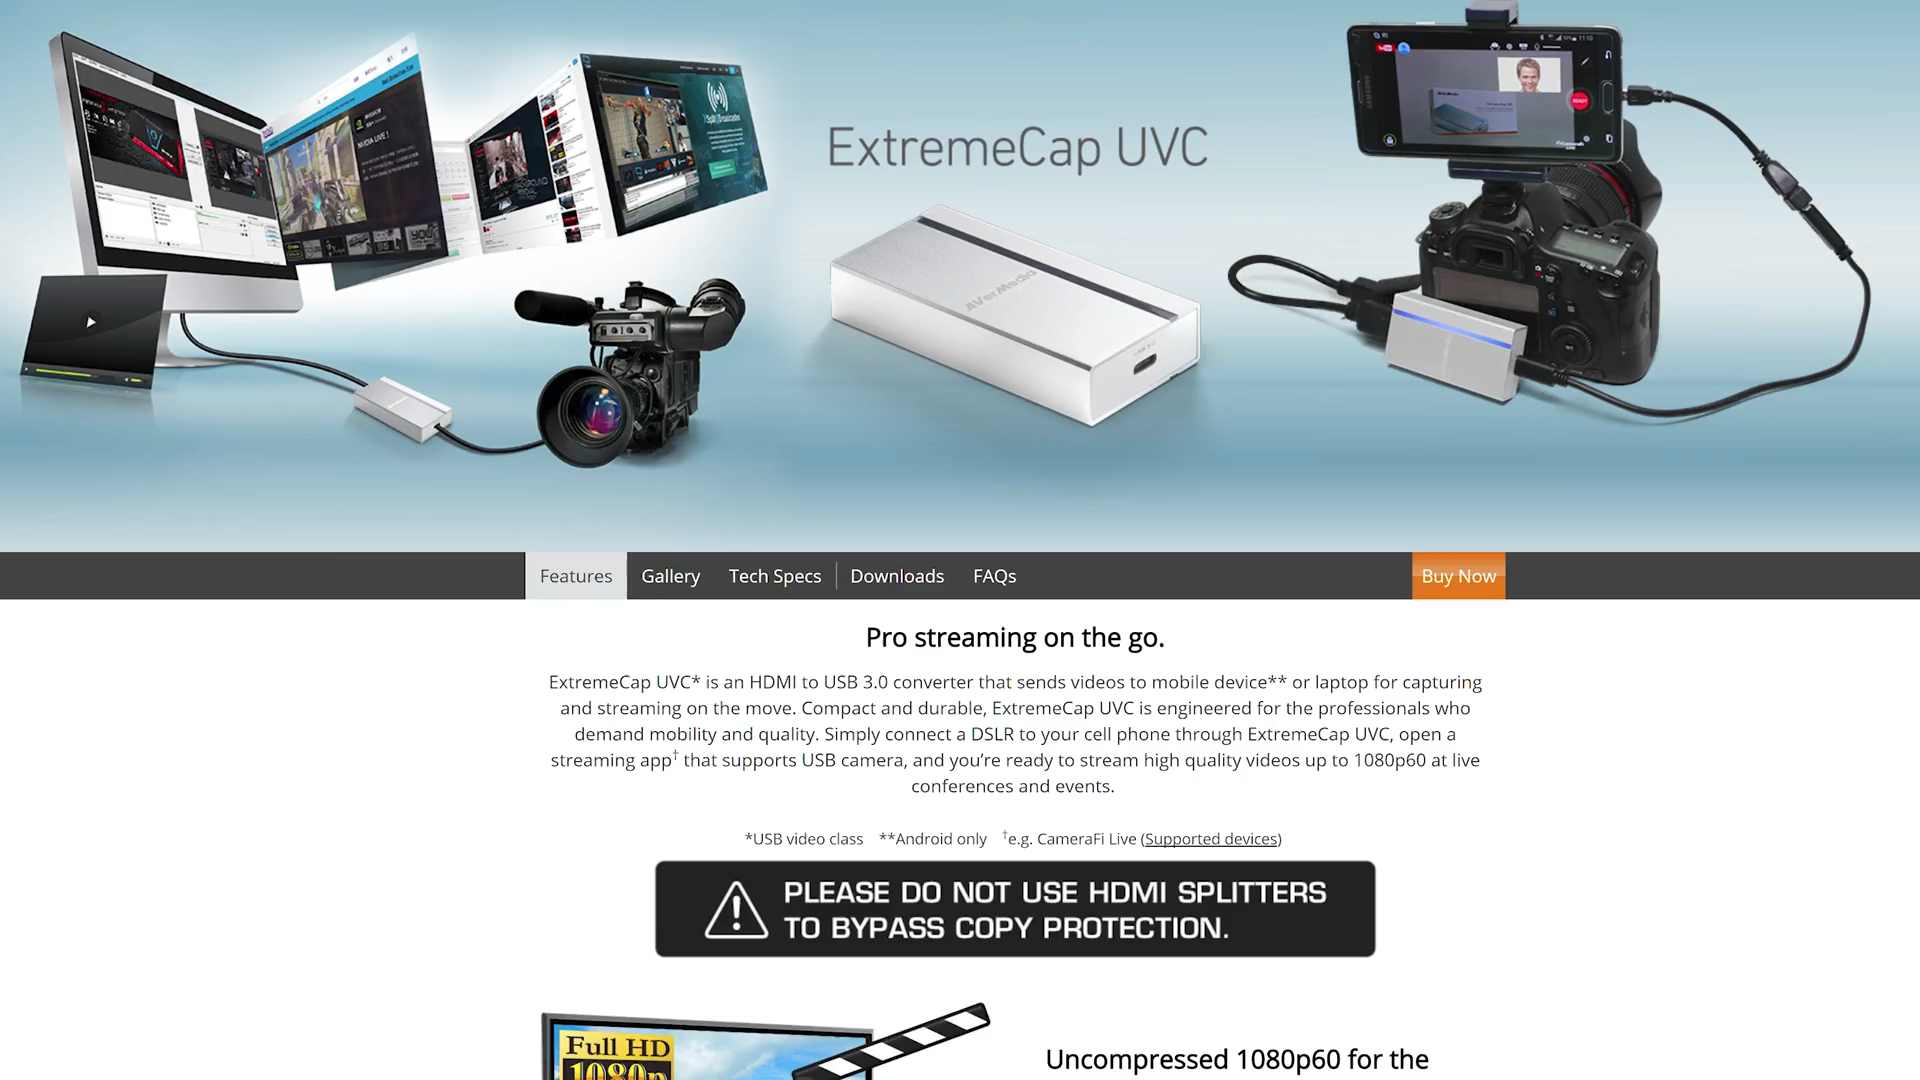 ExtremeCap UVC
AVerMedia
NVIDIA LIVE !
SAMSUNG
READY
Features
Gallery
Tech Specs
Downloads
FAQs
Buy Now
Pro streaming on the go.
ExtremeCap UVC* is an HDMI to USB 3.0 converter that sends videos to mobile device** or laptop for capturing
and streaming on the move. Compact and durable, ExtremeCap UVC is engineered for the professionals who
demand mobility and quality. Simply connect a DSLR to your cell phone through ExtremeCap UVC, open a
streaming app† that supports USB camera, and you’re ready to stream high quality videos up to 1080p60 at live
conferences and events.
*USB video class **Android only †e.g. CameraFi Live (Supported devices)
PLEASE DO NOT USE HDMI SPLITTERS
TO BYPASS COPY PROTECTION.
Full HD
1080p
Uncompressed 1080p60 for the